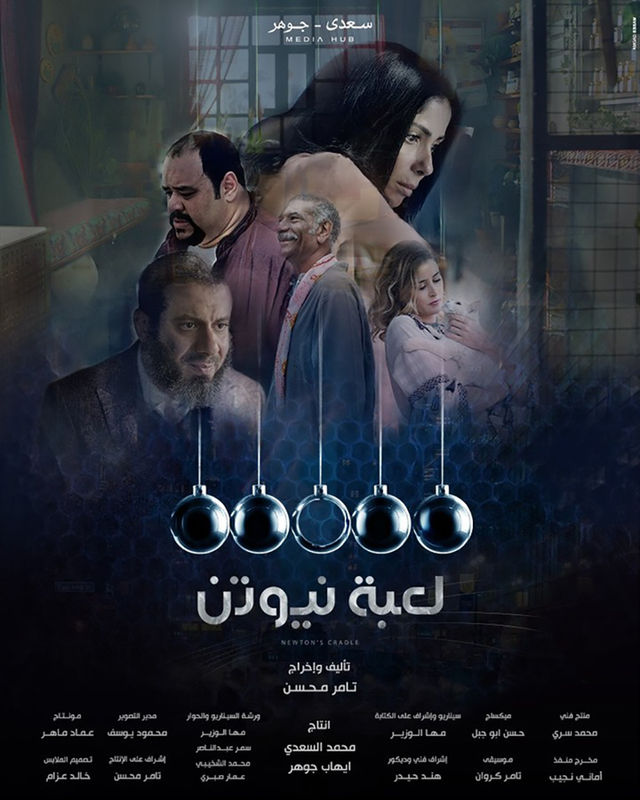 سعدى - جوهر
MEDIA HUB
لعبة نيوتن
NEWTON'S CRADLE
تأليف وإخراج
تامر محسن
منتج فني
محمد سري
ميكساج
حسن ابو جبل
سيناريو وإشراف على الكتابة
مها الوزير
انتاج
محمد السعدي
ايهاب جوهر
ورشة السيناريو والحوار
مها الوزير
سمر عبدالناصر
محمد الشخيبي
عمار صبري
مدير التصوير
محمود يوسف
مونتاج
عماد ماهر
مخرج منفذ
أماني نجيب
موسيقى
تامر كروان
إشراف فني وديكور
هند حيدر
إشراف على الإنتاج
تامر محسن
تصميم الملابس
خالد عزام